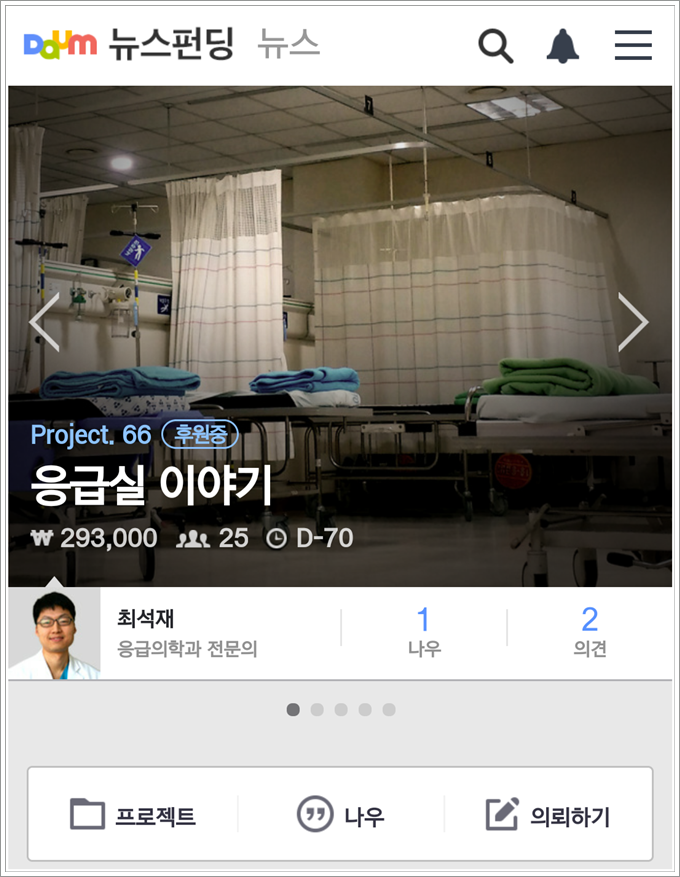 Daum 뉴스펀딩 뉴스
Project. 66 후원중
응급실 이야기
₩ 293,000 25 D-70
최석재
응급의학과 전문의
1
나우
2
의견
프로젝트 나우 의뢰하기